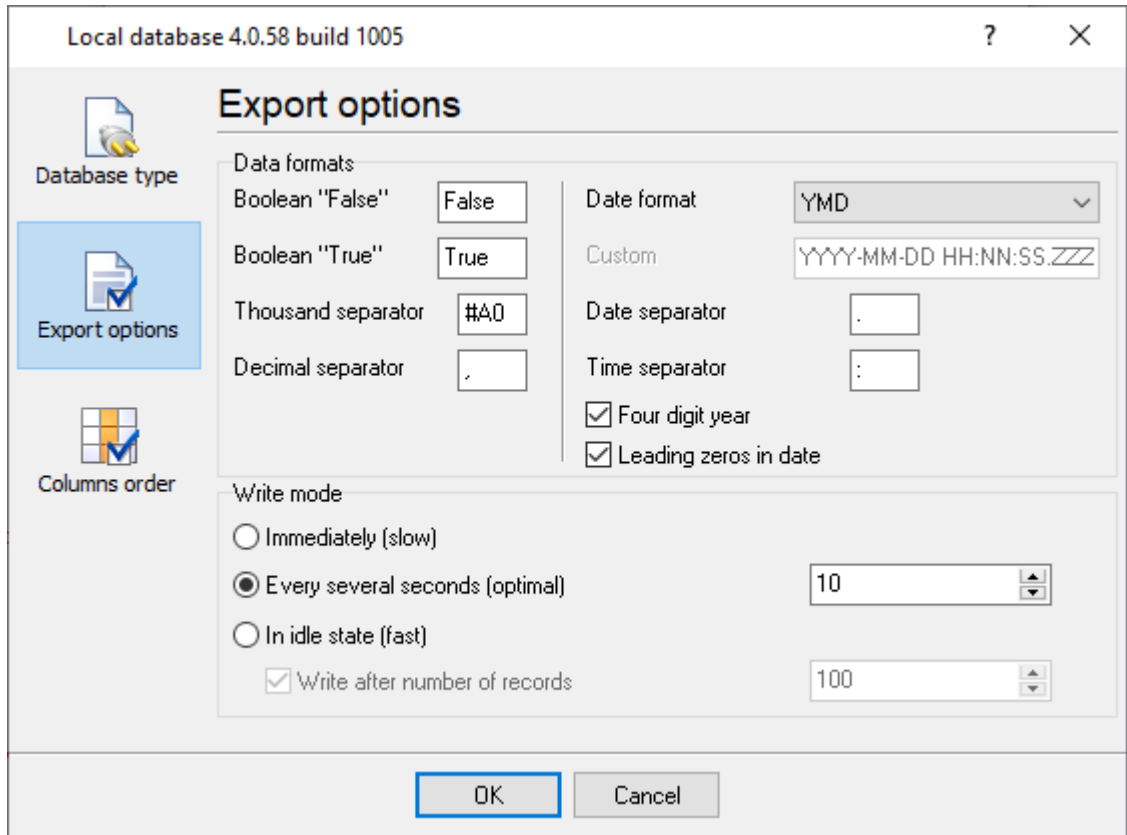 Local database 4.0.58 build 1005
?
Database type
Export options
Columns order
Export options
Data formats
Boolean "False" False
Boolean "True" True
Thousand separator #A0
Decimal separator ,
Date format YMD
Custom YYYY-MM-DD HH:NN:SS.ZZZ
Date separator .
Time separator :
Four digit year
Leading zeros in date
Write mode
Immediately (slow)
Every several seconds (optimal) 10
In idle state (fast)
Write after number of records 100
OK Cancel